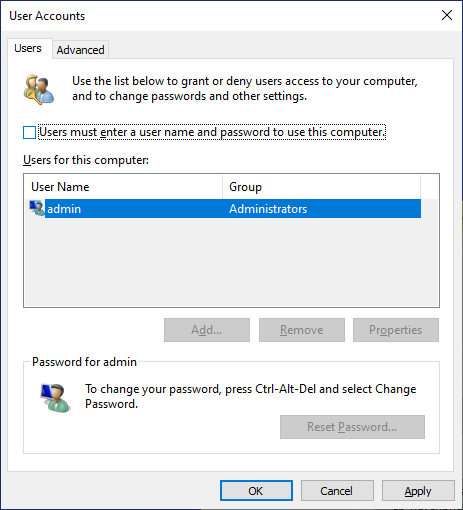 User Accounts
Users
Advanced
Use the list below to grant or deny users access to your computer,
and to change passwords and other settings.
Users must enter a user name and password to use this computer.
Users for this computer:
User Name Group
admin Administrators
Add... Remove Properties
Password for admin
To change your password, press Ctrl-Alt-Del and select Change
Password.
Reset Password...
OK Cancel Apply